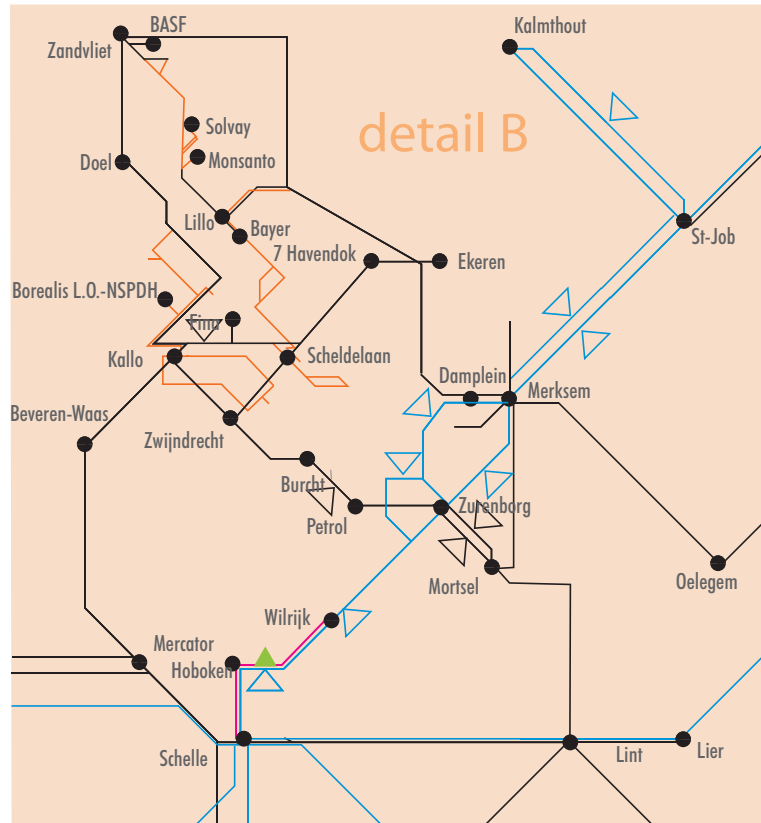 BASF
Kalmthout
Zandvliet
detail B
Solvay
Monsanto
Doel
Lillo
Bayer
St-Job
7 Havendok
Ekeren
Borealis L.O.-NSPDH
Fina
Kallo
Scheldelaan
Damplein
Merksem
Beveren-Waas
Zwijndrecht
Burcht
Zurenborg
Petrol
Mortsel
Oelegem
Wilrijk
Mercator
Hoboken
Schelle
Lint
Lier